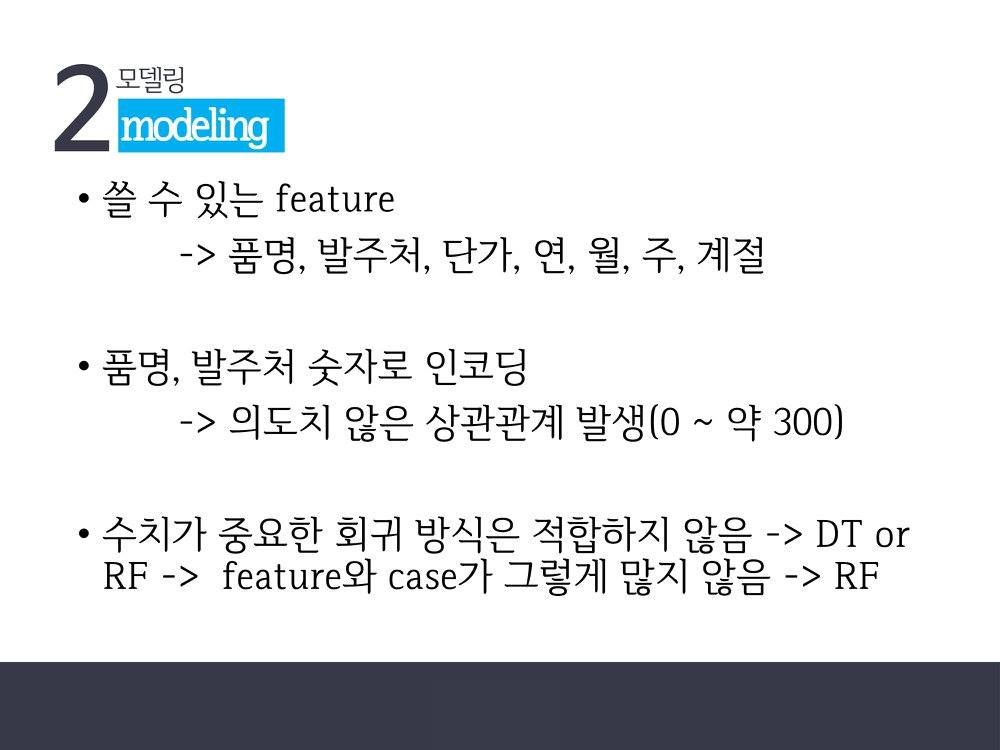 2 모델링
modeling
• 쓸 수 있는 feature
-> 품명, 발주처, 단가, 연, 월, 주, 계절
• 품명, 발주처 숫자로 인코딩
-> 의도치 않은 상관관계 발생(0 ~ 약 300)
• 수치가 중요한 회귀 방식은 적합하지 않음 -> DT or
RF -> feature와 case가 그렇게 많지 않음 -> RF